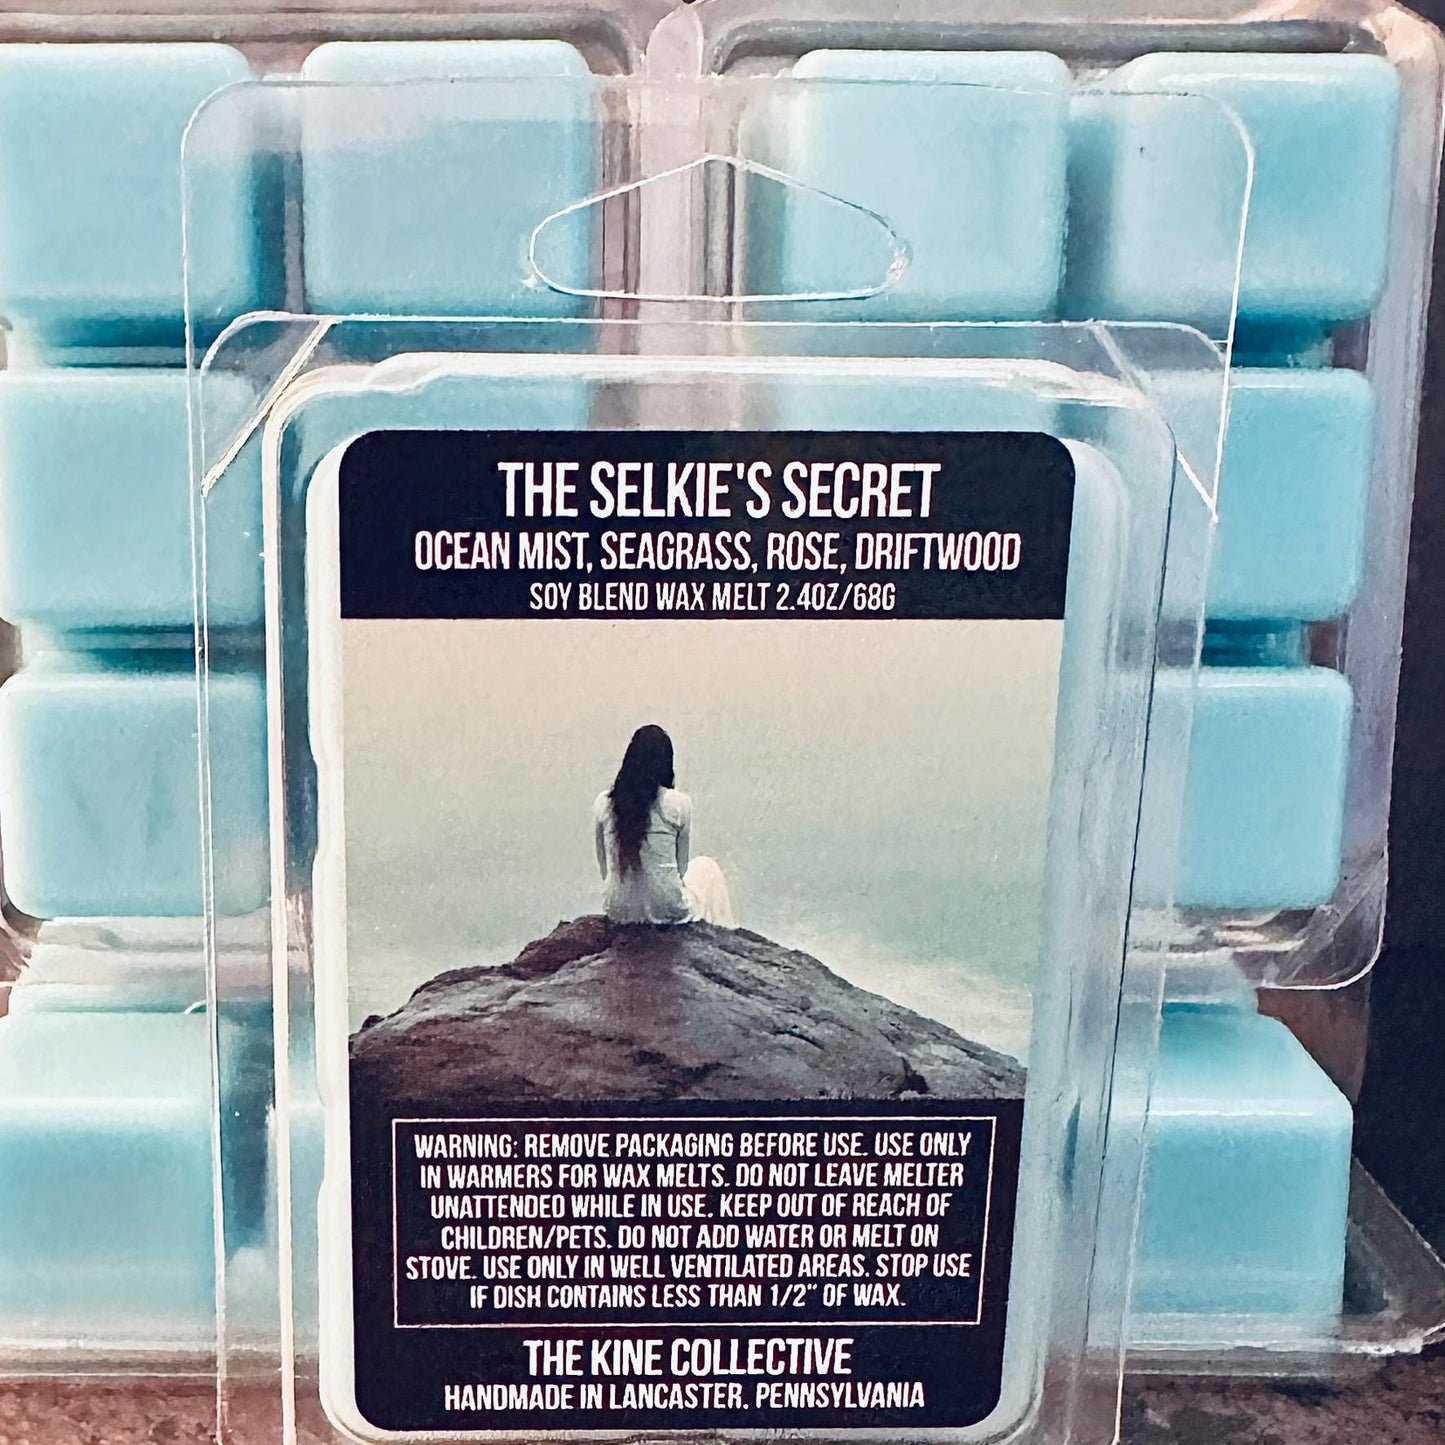 THE SELKIE'S SECRET
OCEAN MIST, SEAGRASS, ROSE, DRIFTWOOD
SOY BLEND WAX MELT 2.4OZ/68G
WARNING: REMOVE PACKAGING BEFORE USE. USE ONLY
IN WARMERS FOR WAX MELTS. DO NOT LEAVE MELTER
UNATTENDED WHILE IN USE. KEEP OUT OF REACH OF
CHILDREN/PETS. DO NOT ADD WATER OR MELT ON
STOVE. USE ONLY IN WELL VENTILATED AREAS. STOP USE
IF DISH CONTAINS LESS THAN 1/2" OF WAX.
THE KINE COLLECTIVE
HANDMADE IN LANCASTER, PENNSYLVANIA